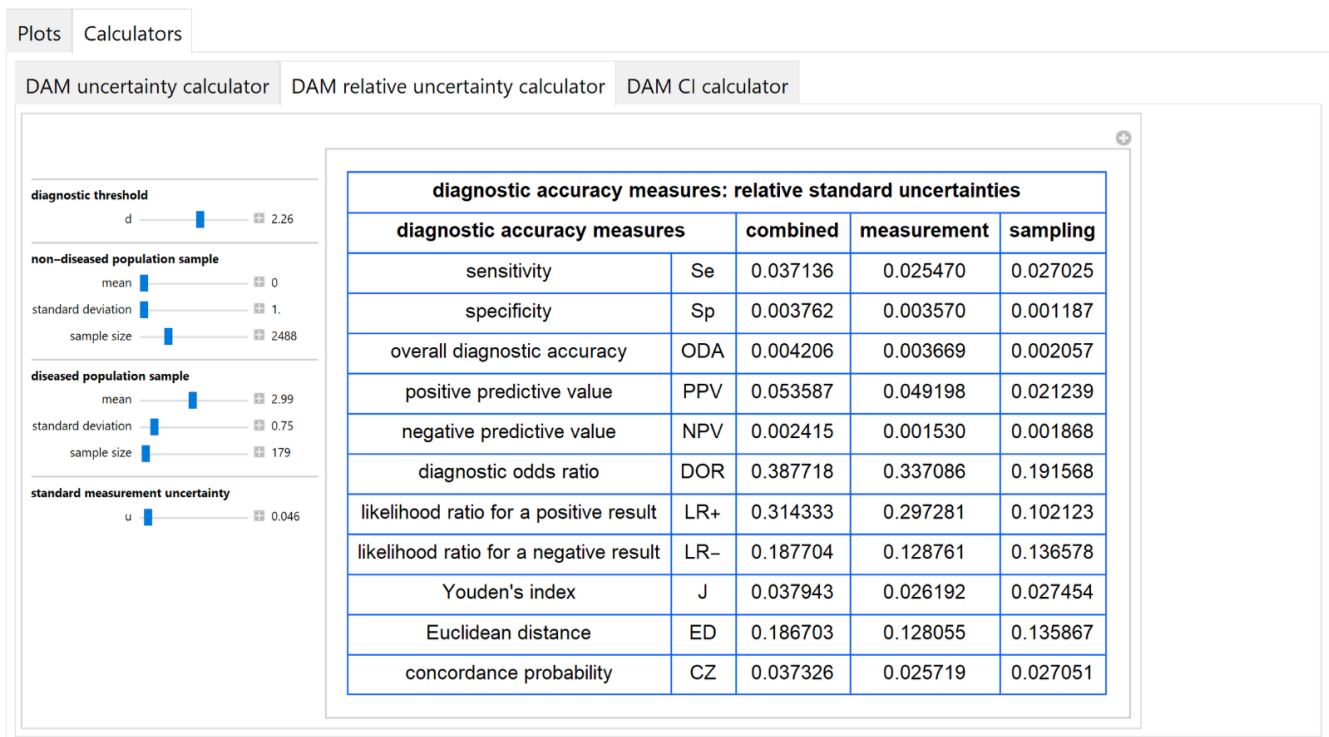 Plots Calculators
DAM uncertainty calculator DAM relative uncertainty calculator DAM CI calculator
diagnostic threshold
d 2.26
non−diseased population sample
mean 0
standard deviation 1.
sample size 2488
diseased population sample
mean 2.99
standard deviation 0.75
sample size 179
standard measurement uncertainty
u 0.046
diagnostic accuracy measures: relative standard uncertainties
diagnostic accuracy measures combined measurement sampling
sensitivity Se 0.037136 0.025470 0.027025
specificity Sp 0.003762 0.003570 0.001187
overall diagnostic accuracy ODA 0.004206 0.003669 0.002057
positive predictive value PPV 0.053587 0.049198 0.021239
negative predictive value NPV 0.002415 0.001530 0.001868
diagnostic odds ratio DOR 0.387718 0.337086 0.191568
likelihood ratio for a positive result LR+ 0.314333 0.297281 0.102123
likelihood ratio for a negative result LR− 0.187704 0.128761 0.136578
Youden's index J 0.037943 0.026192 0.027454
Euclidean distance ED 0.186703 0.128055 0.135867
concordance probability CZ 0.037326 0.025719 0.027051